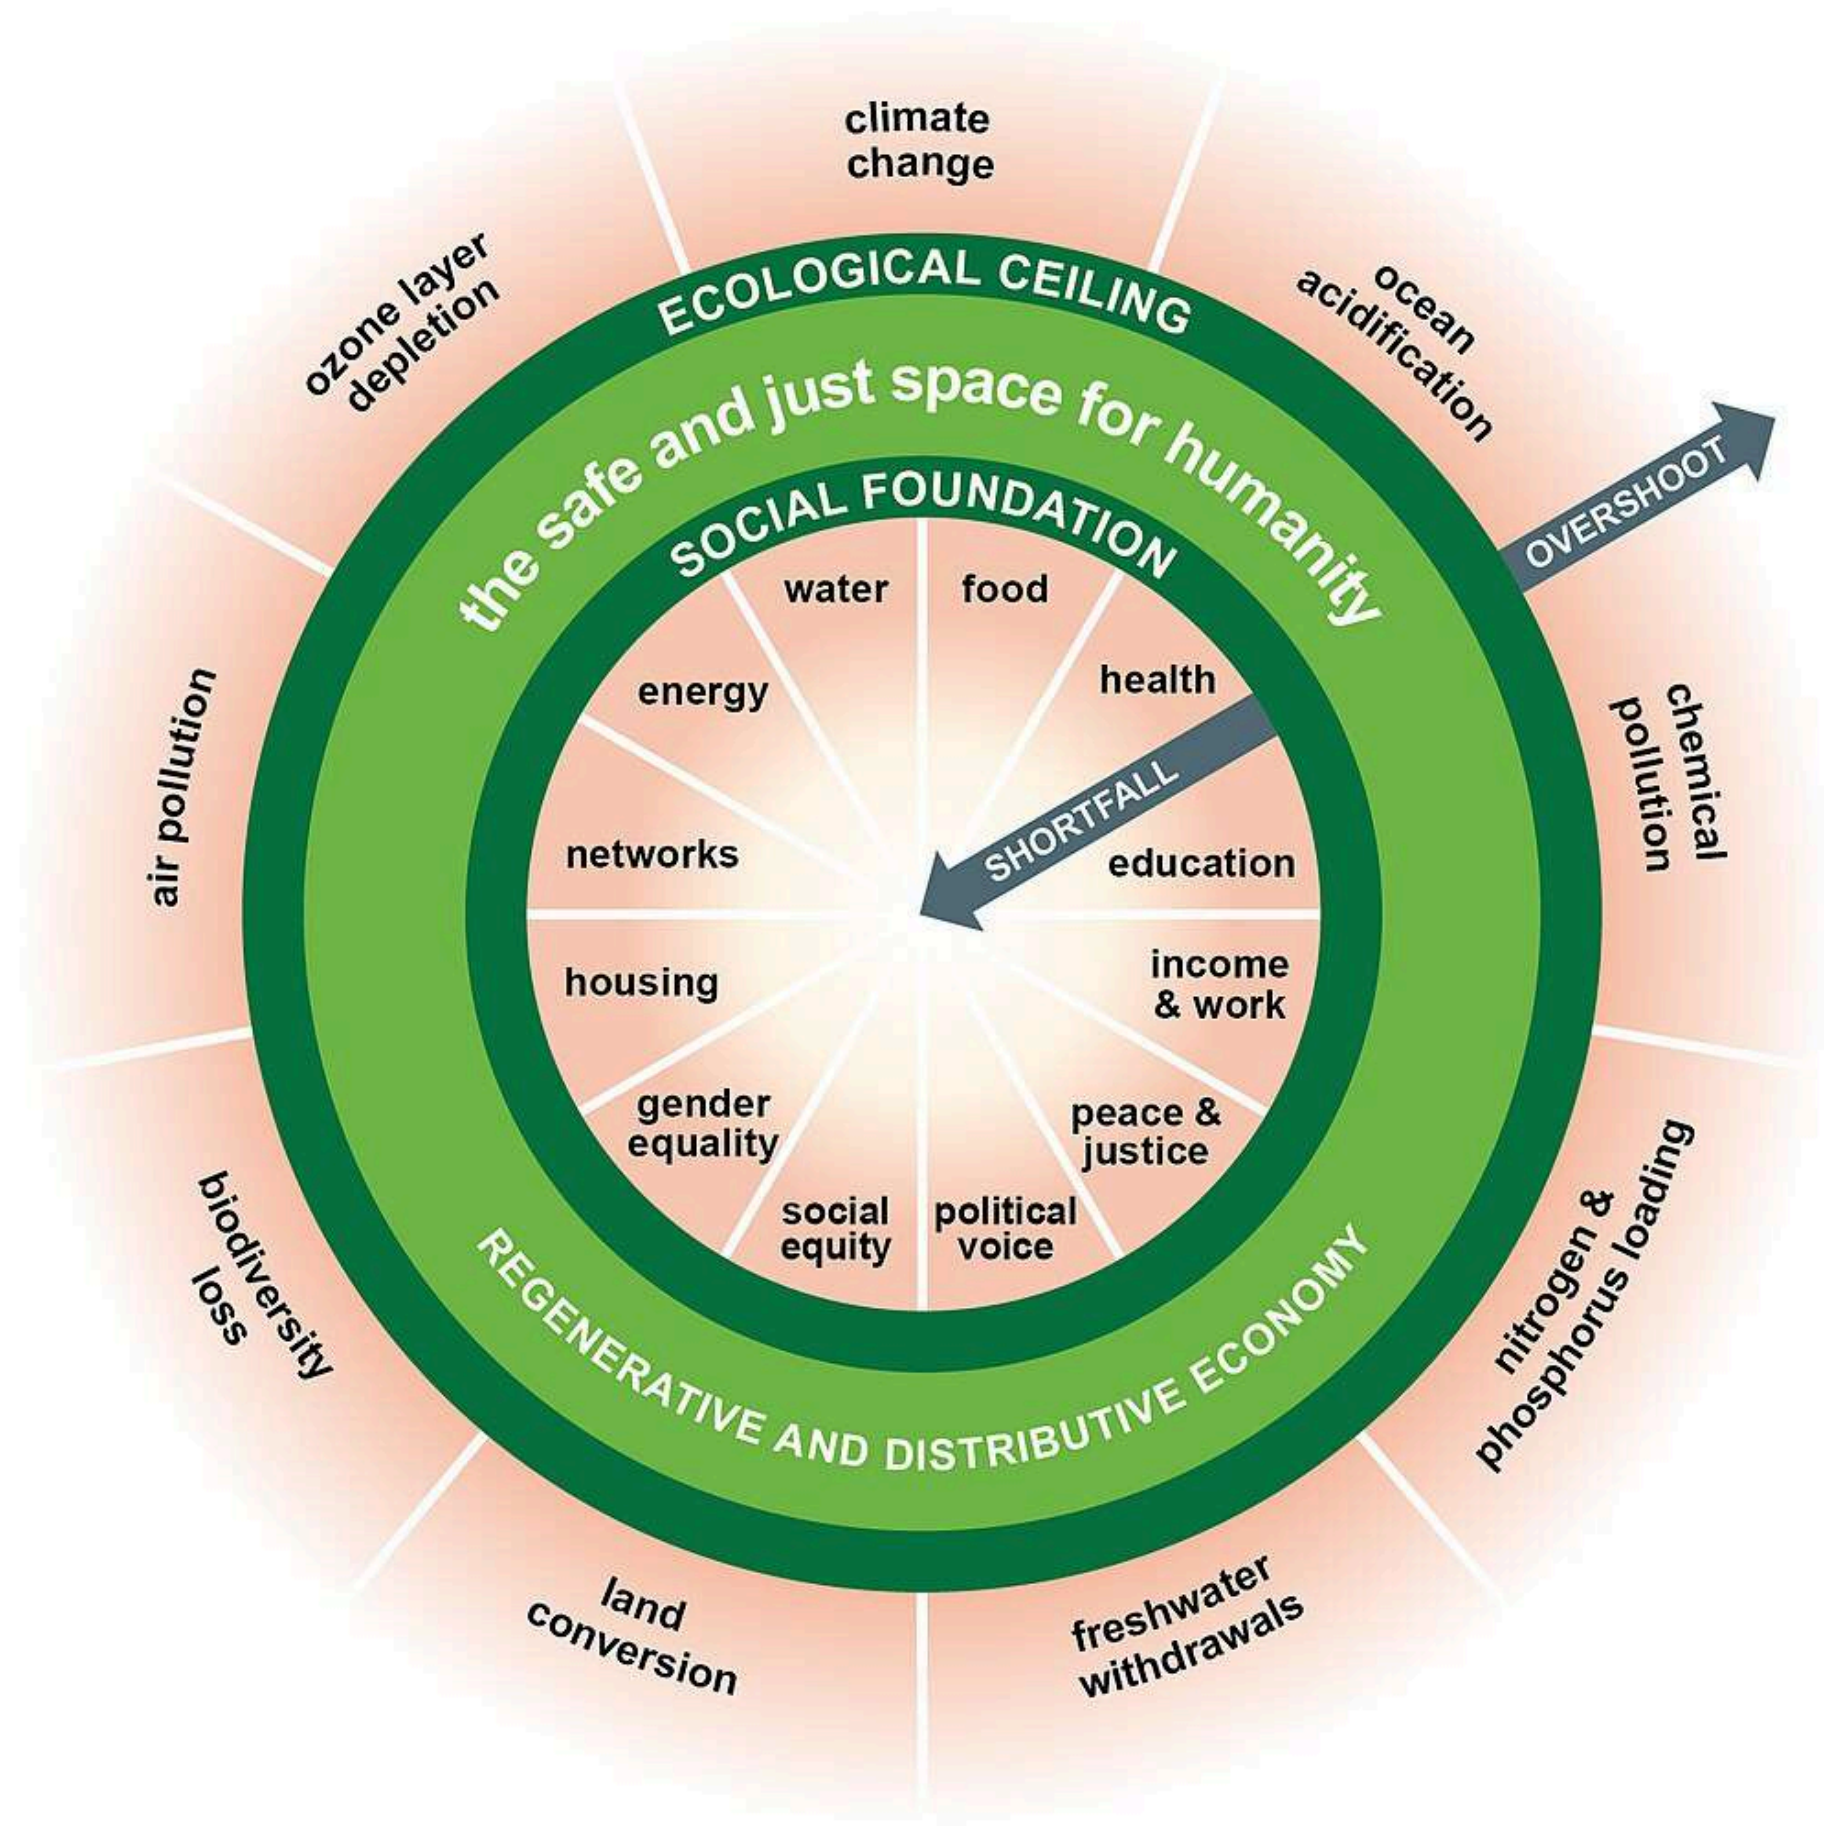 climate
change
ocean
acidification
chemical
pollution
nitrogen &
phosphorus loading
freshwater
withdrawals
land
conversion
biodiversity
loss
air pollution
ozone layer
depletion
ECOLOGICAL CEILING
the safe and just space for humanity
SOCIAL FOUNDATION
OVERSHOOT
water
food
health
SHORTFALL
education
income
& work
peace &
justice
political
voice
social
equity
gender
equality
housing
networks
energy
REGENERATIVE AND DISTRIBUTIVE ECONOMY